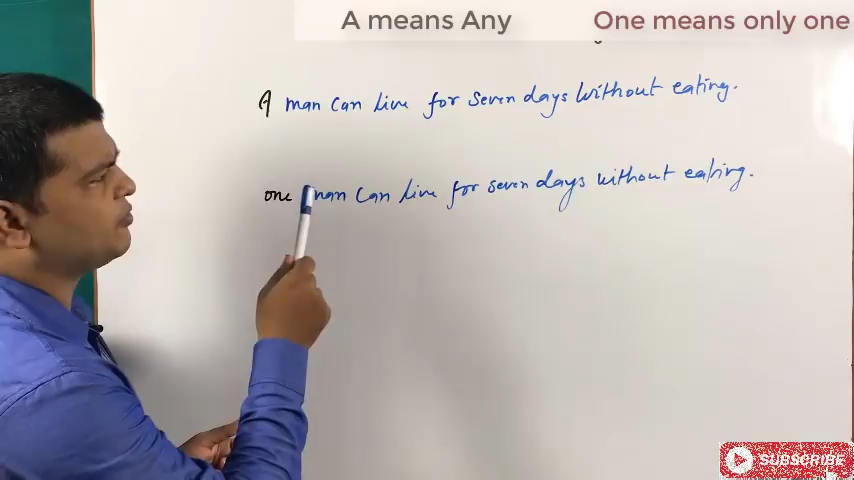 A means Any One means only one
A man can live for seven days without eating.
one man can live for seven days without eating.
SUBSCRIBE